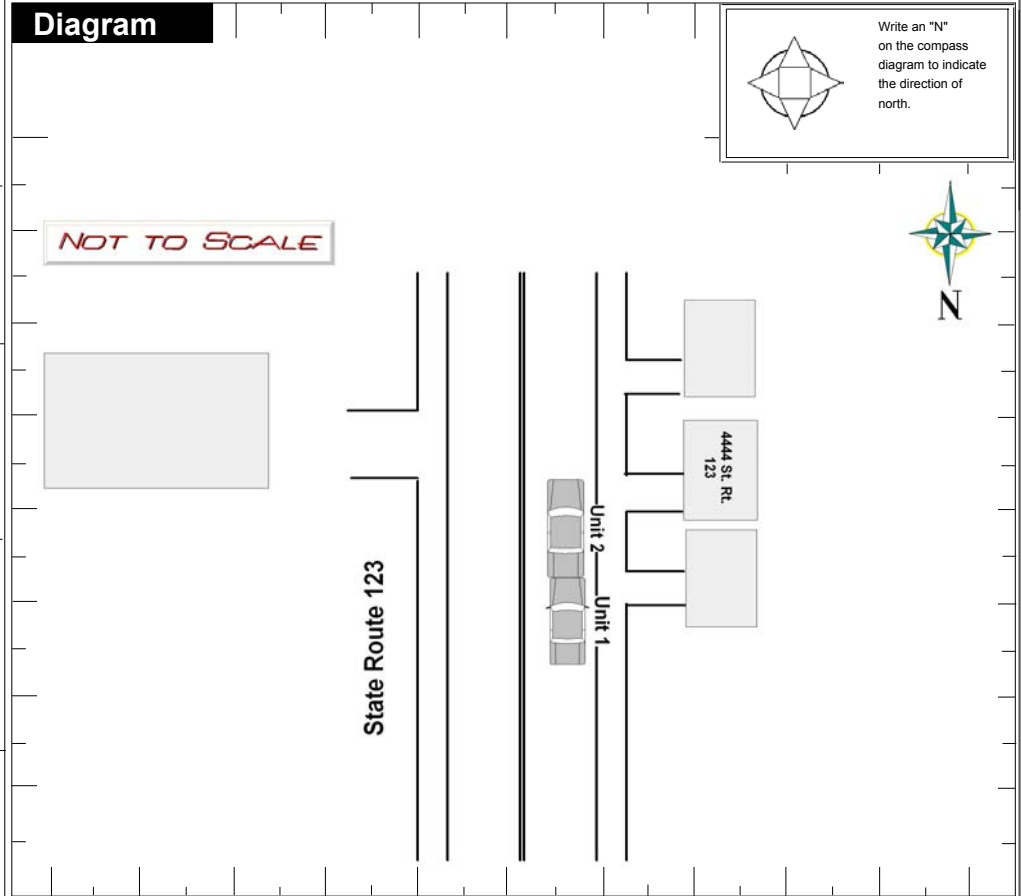 Diagram
Write an "N"
on the compass
diagram to indicate
the direction of
north.
NOT TO SCALE
N
4444 St. Rt.
123
Unit 2
Unit 1
State Route 123